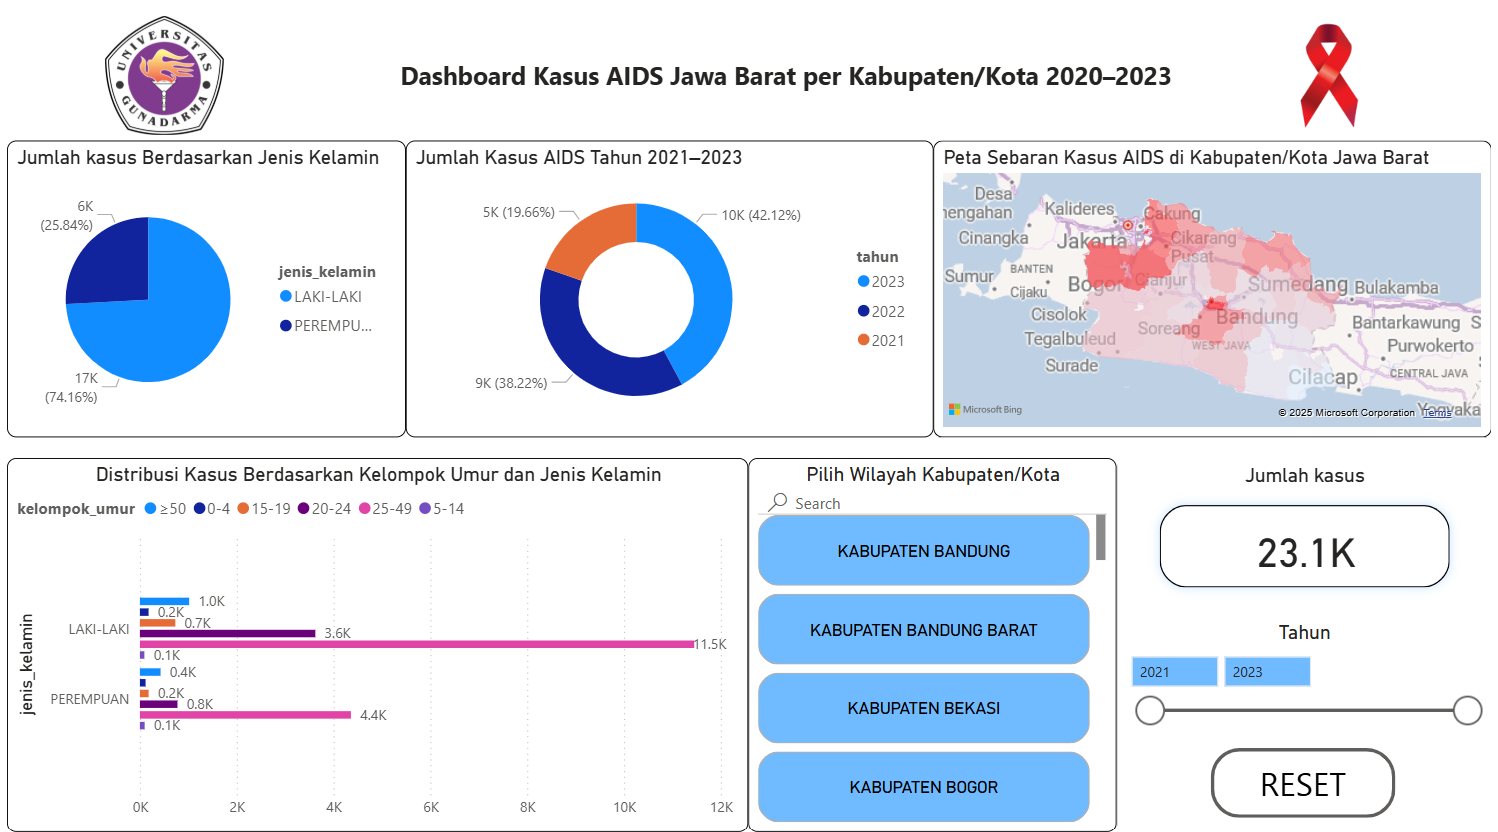 UNIVERSITAS
GUNADARMA
Dashboard Kasus AIDS Jawa Barat per Kabupaten/Kota 2020–2023
Jumlah kasus Berdasarkan Jenis Kelamin
6K
(25.84%)
17K
(74.16%)
jenis_kelamin
LAKI-LAKI
PEREMPU...
Jumlah Kasus AIDS Tahun 2021–2023
5K (19.66%)
10K (42.12%)
9K (38.22%)
tahun
2023
2022
2021
Peta Sebaran Kasus AIDS di Kabupaten/Kota Jawa Barat
Desa
nengahan
Kalideres
Cakung
Cinangka
Jakarta
Cikarang
Pusat
Sumur
BANTEN
Bogor
Cianjur
Sumedang
Bulakamba
Cijaku
Cisolok
Soreang
Bandung
Bantarkawung
S
Tegalbuleud
WEST JAVA
Purwokerto
Surade
Cilacap
CENTRAL JAVA
Microsoft Bing
© 2025 Microsoft Corporation
Terms
Yogyaka
Distribusi Kasus Berdasarkan Kelompok Umur dan Jenis Kelamin
kelompok_umur ≥50 0-4 15-19 20-24 25-49 5-14
jenis_kelamin
LAKI-LAKI
1.0K
0.2K
0.7K
3.6K
11.5K
0.1K
PEREMPUAN
0.4K
0.2K
0.8K
4.4K
0.1K
0K 2K 4K 6K 8K 10K 12K
Pilih Wilayah Kabupaten/Kota
Search
KABUPATEN BANDUNG
KABUPATEN BANDUNG BARAT
KABUPATEN BEKASI
KABUPATEN BOGOR
Jumlah kasus
23.1K
Tahun
2021 2023
RESET